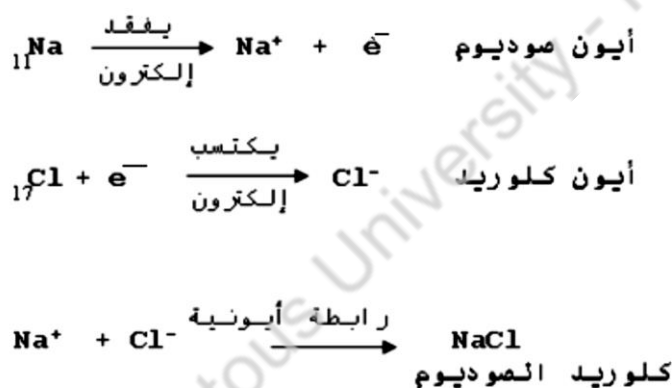 ₁₁Na يفقد إلكترون → Na⁺ + e⁻ أيون صوديوم
₁₇Cl + e⁻ يكتسب إلكترون → Cl⁻ أيون كلوريد
Na⁺ + Cl⁻ رابطة أيونية → NaCl
كلوريد الصوديوم